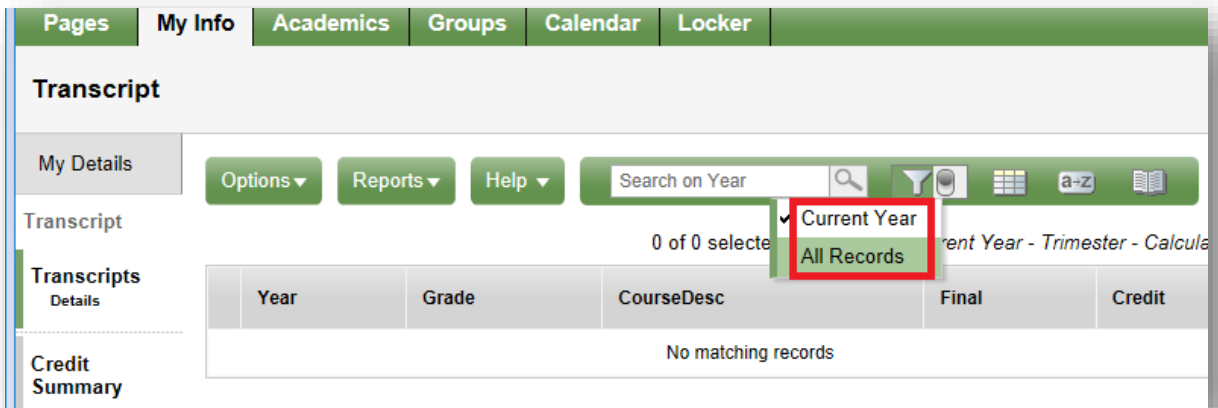 Pages My Info Academics Groups Calendar Locker
Transcript
My Details
Options Reports Help Search on Year a-z
Current Year
All Records
0 of 0 selecte rent Year - Trimester - Calcula
Transcript
Transcripts
Details
Year Grade CourseDesc Final Credit
No matching records
Credit
Summary